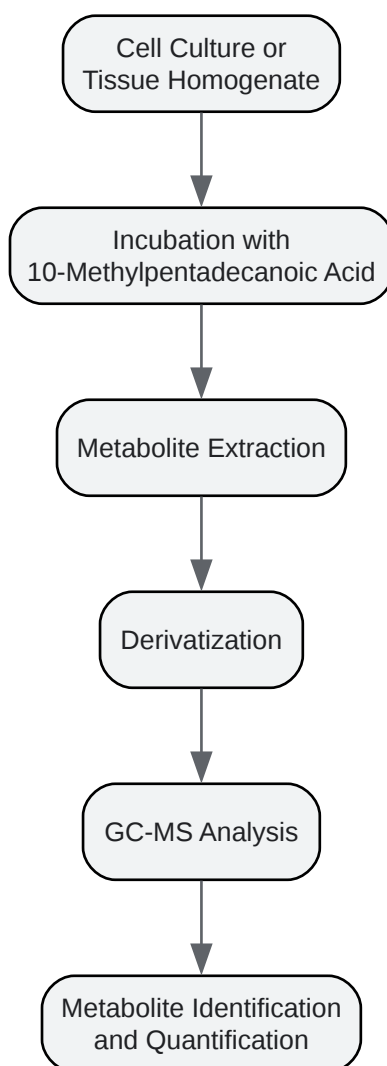 Cell Culture or
Tissue Homogenate
Incubation with
10-Methylpentadecanoic Acid
Metabolite Extraction
Derivatization
GC-MS Analysis
Metabolite Identification
and Quantification